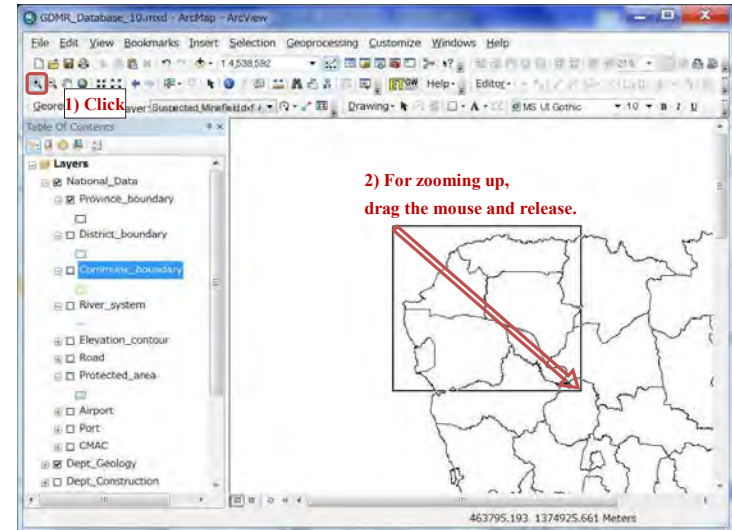 GDMR_Database_10.mxd - ArcMap - ArcView
File Edit View Bookmarks Insert Selection Geoprocessing Customize Windows Help
1:4,538,592
Help Editor
Geore
1) Click
ayer: Suspected_Minefield.dxf
Drawing
MS UI Gothic
10
B I U
Table Of Contents
Layers
National_Data
Province_boundary
District_boundary
Commune_boundary
River_system
Elevation_contour
Road
Protected_area
Airport
Port
CMAC
Dept_Geology
Dept_Construction
2) For zooming up,
drag the mouse and release.
463795.193 1374925.661 Meters